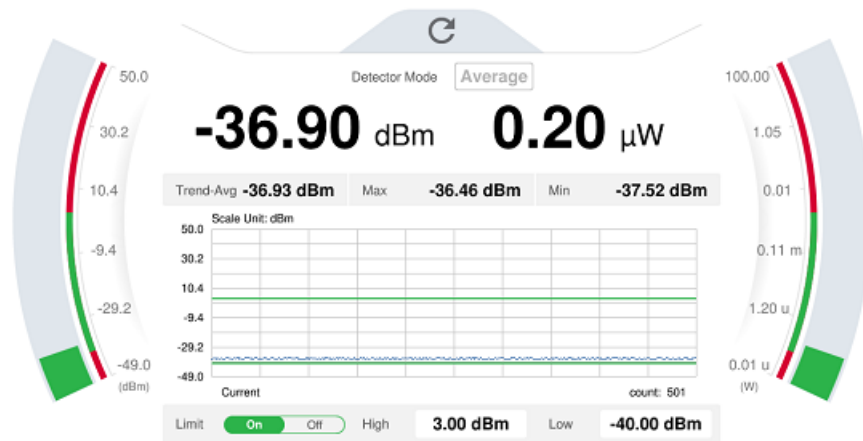 Detector Mode Average
-36.90 dBm 0.20 µW
Trend-Avg -36.93 dBm Max -36.46 dBm Min -37.52 dBm
50.0
30.2
10.4
-9.4
-29.2
-49.0
(dBm)
Scale Unit: dBm
50.0
30.2
10.4
-9.4
-29.2
-49.0
Current count: 501
100.00
1.05
0.01
0.11 m
1.20 u
0.01 u
(W)
Limit On Off High 3.00 dBm Low -40.00 dBm